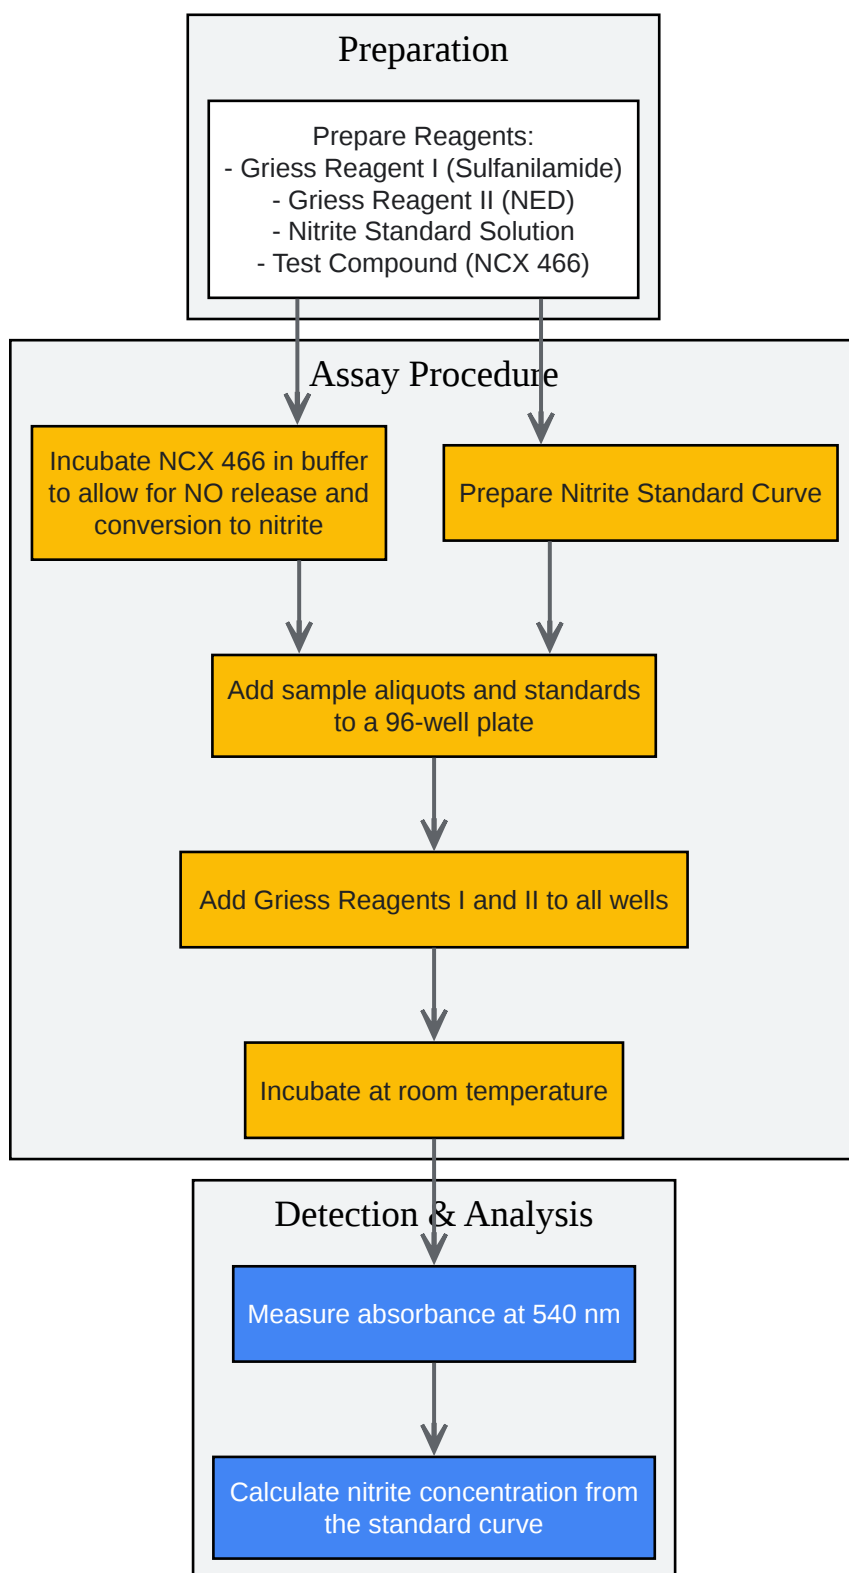 Preparation
Prepare Reagents:
- Griess Reagent I (Sulfanilamide)
- Griess Reagent II (NED)
- Nitrite Standard Solution
- Test Compound (NCX 466)
Assay Procedure
Incubate NCX 466 in buffer
to allow for NO release and
conversion to nitrite
Prepare Nitrite Standard Curve
Add sample aliquots and standards
to a 96-well plate
Add Griess Reagents I and II to all wells
Incubate at room temperature
Detection & Analysis
Measure absorbance at 540 nm
Calculate nitrite concentration from
the standard curve